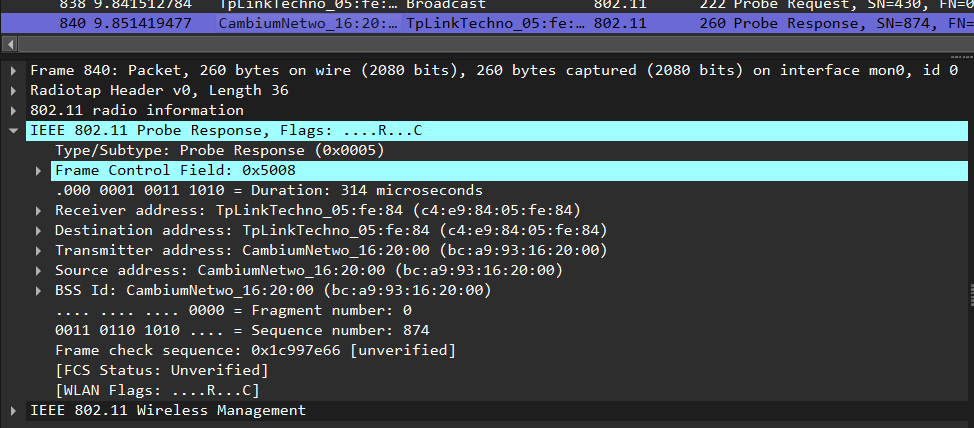 838 9.841512784 TpLinkTechno_05:fe:… Broadcast 802.11 222 Probe Request, SN=430, FN=0
840 9.851419477 CambiumNetwo_16:20:… TpLinkTechno_05:fe:… 802.11 260 Probe Response, SN=874, FN=
Frame 840: Packet, 260 bytes on wire (2080 bits), 260 bytes captured (2080 bits) on interface mon0, id 0
Radiotap Header v0, Length 36
802.11 radio information
IEEE 802.11 Probe Response, Flags: ....R...C
Type/Subtype: Probe Response (0x0005)
Frame Control Field: 0x5008
.000 0001 0011 1010 = Duration: 314 microseconds
Receiver address: TpLinkTechno_05:fe:84 (c4:e9:84:05:fe:84)
Destination address: TpLinkTechno_05:fe:84 (c4:e9:84:05:fe:84)
Transmitter address: CambiumNetwo_16:20:00 (bc:a9:93:16:20:00)
Source address: CambiumNetwo_16:20:00 (bc:a9:93:16:20:00)
BSS Id: CambiumNetwo_16:20:00 (bc:a9:93:16:20:00)
.... .... .... 0000 = Fragment number: 0
0011 0110 1010 .... = Sequence number: 874
Frame check sequence: 0x1c997e66 [unverified]
[FCS Status: Unverified]
[WLAN Flags: ....R...C]
IEEE 802.11 Wireless Management